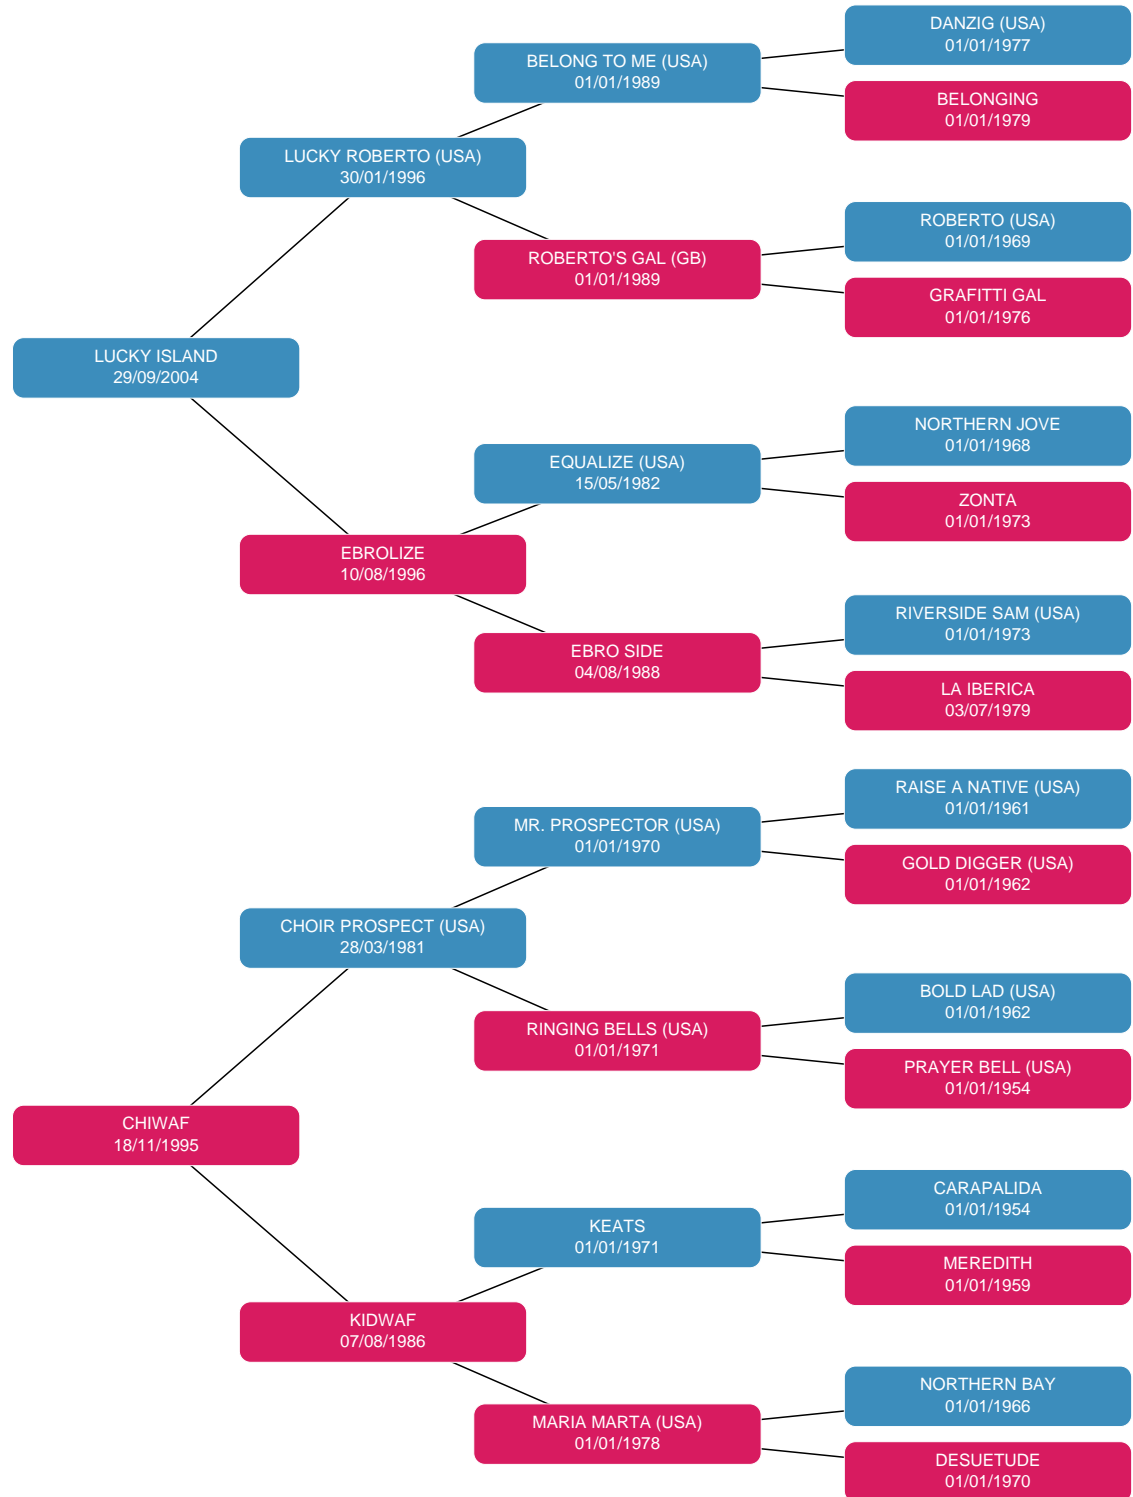 DANZIG (USA)
01/01/1977
BELONG TO ME (USA)
01/01/1989
BELONGING
01/01/1979
LUCKY ROBERTO (USA)
30/01/1996
ROBERTO (USA)
01/01/1969
ROBERTO'S GAL (GB)
01/01/1989
GRAFITTI GAL
01/01/1976
LUCKY ISLAND
29/09/2004
NORTHERN JOVE
01/01/1968
EQUALIZE (USA)
15/05/1982
ZONTA
01/01/1973
EBROLIZE
10/08/1996
RIVERSIDE SAM (USA)
01/01/1973
EBRO SIDE
04/08/1988
LA IBERICA
03/07/1979
RAISE A NATIVE (USA)
01/01/1961
MR. PROSPECTOR (USA)
01/01/1970
GOLD DIGGER (USA)
01/01/1962
CHOIR PROSPECT (USA)
28/03/1981
BOLD LAD (USA)
01/01/1962
RINGING BELLS (USA)
01/01/1971
PRAYER BELL (USA)
01/01/1954
CHIWAF
18/11/1995
CARAPALIDA
01/01/1954
KEATS
01/01/1971
MEREDITH
01/01/1959
KIDWAF
07/08/1986
NORTHERN BAY
01/01/1966
MARIA MARTA (USA)
01/01/1978
DESUETUDE
01/01/1970